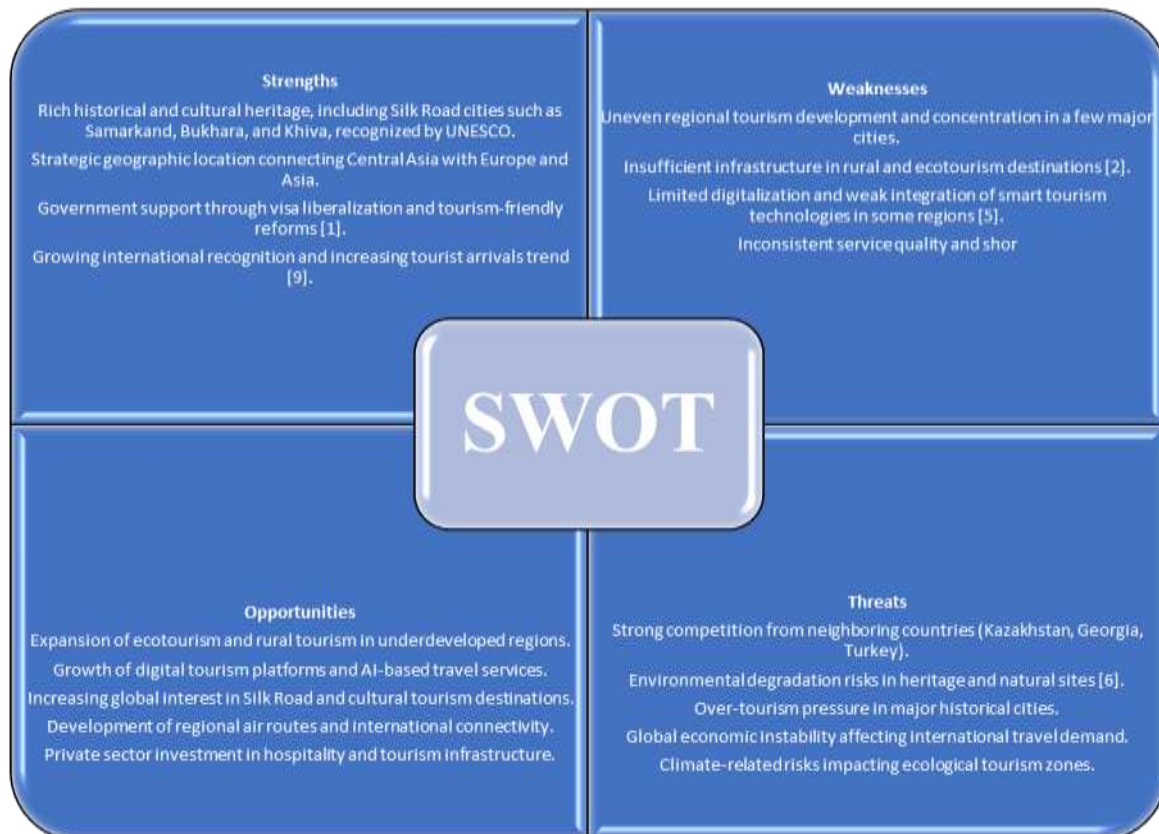 Strengths
Rich historical and cultural heritage, including Silk Road cities such as
Samarkand, Bukhara, and Khiva, recognized by UNESCO.
Strategic geographic location connecting Central Asia with Europe and
Asia.
Government support through visa liberalization and tourism-friendly
reforms [1].
Growing international recognition and increasing tourist arrivals trend
[9].
Weaknesses
Uneven regional tourism development and concentration in a few major
cities.
Insufficient infrastructure in rural and ecotourism destinations [2].
Limited digitalization and weak integration of smart tourism
technologies in some regions [5].
Inconsistent service quality and shor
SWOT
Opportunities
Expansion of ecotourism and rural tourism in underdeveloped regions.
Growth of digital tourism platforms and AI-based travel services.
Increasing global interest in Silk Road and cultural tourism destinations.
Development of regional air routes and international connectivity.
Private sector investment in hospitality and tourism infrastructure.
Threats
Strong competition from neighboring countries (Kazakhstan, Georgia,
Turkey).
Environmental degradation risks in heritage and natural sites [6].
Over-tourism pressure in major historical cities.
Global economic instability affecting international travel demand.
Climate-related risks impacting ecological tourism zones.